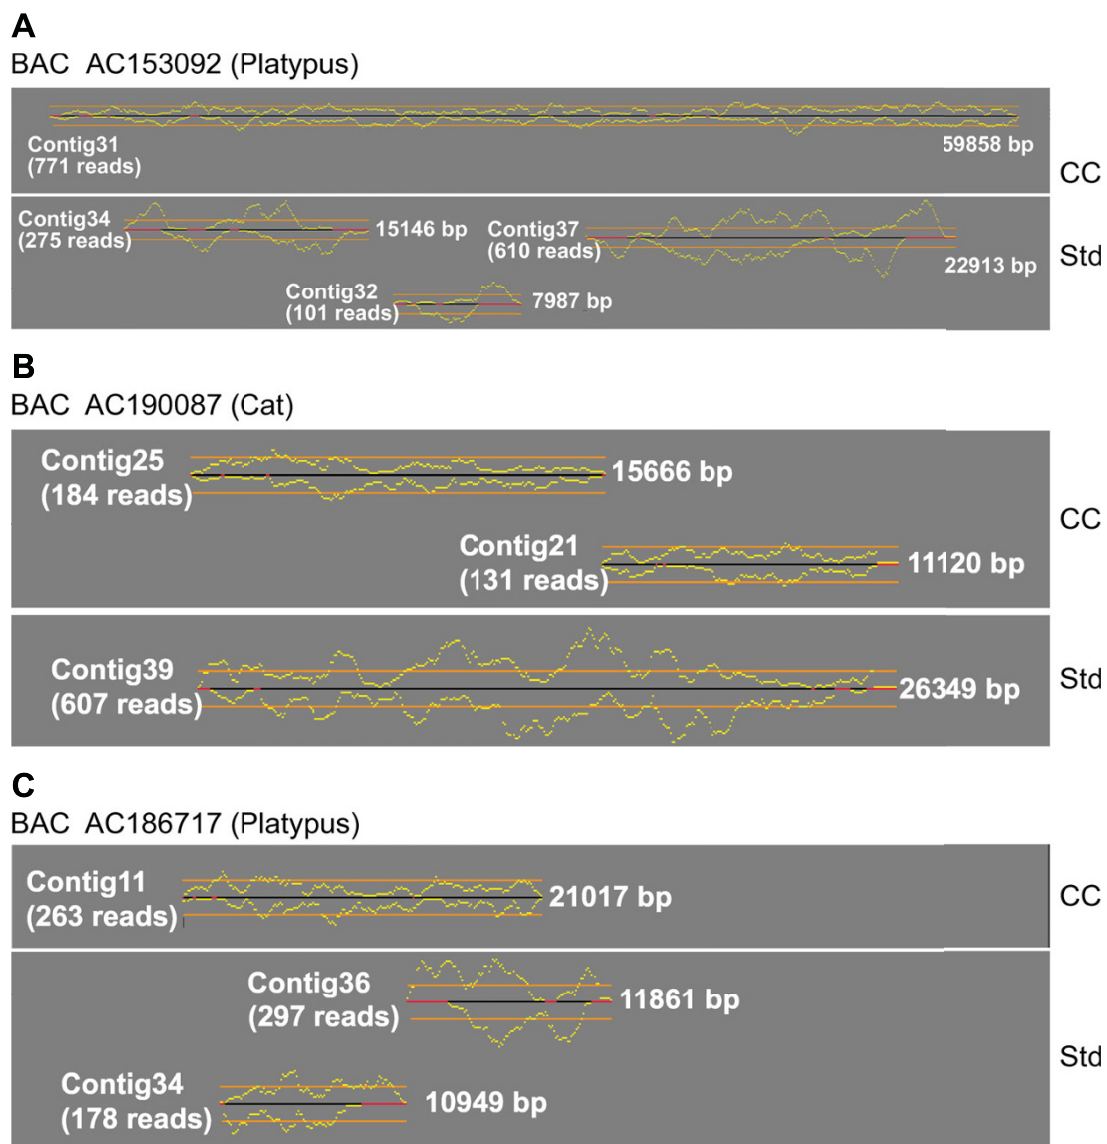 A
BAC AC153092 (Platypus)
Contig31
(771 reads)
59858 bp
CC
Contig34
(275 reads)
15146 bp
Contig37
(610 reads)
22913 bp
Std
Contig32
(101 reads)
7987 bp
B
BAC AC190087 (Cat)
Contig25
(184 reads)
15666 bp
CC
Contig21
(131 reads)
11120 bp
Contig39
(607 reads)
26349 bp
Std
C
BAC AC186717 (Platypus)
Contig11
(263 reads)
21017 bp
CC
Contig36
(297 reads)
11861 bp
Std
Contig34
(178 reads)
10949 bp